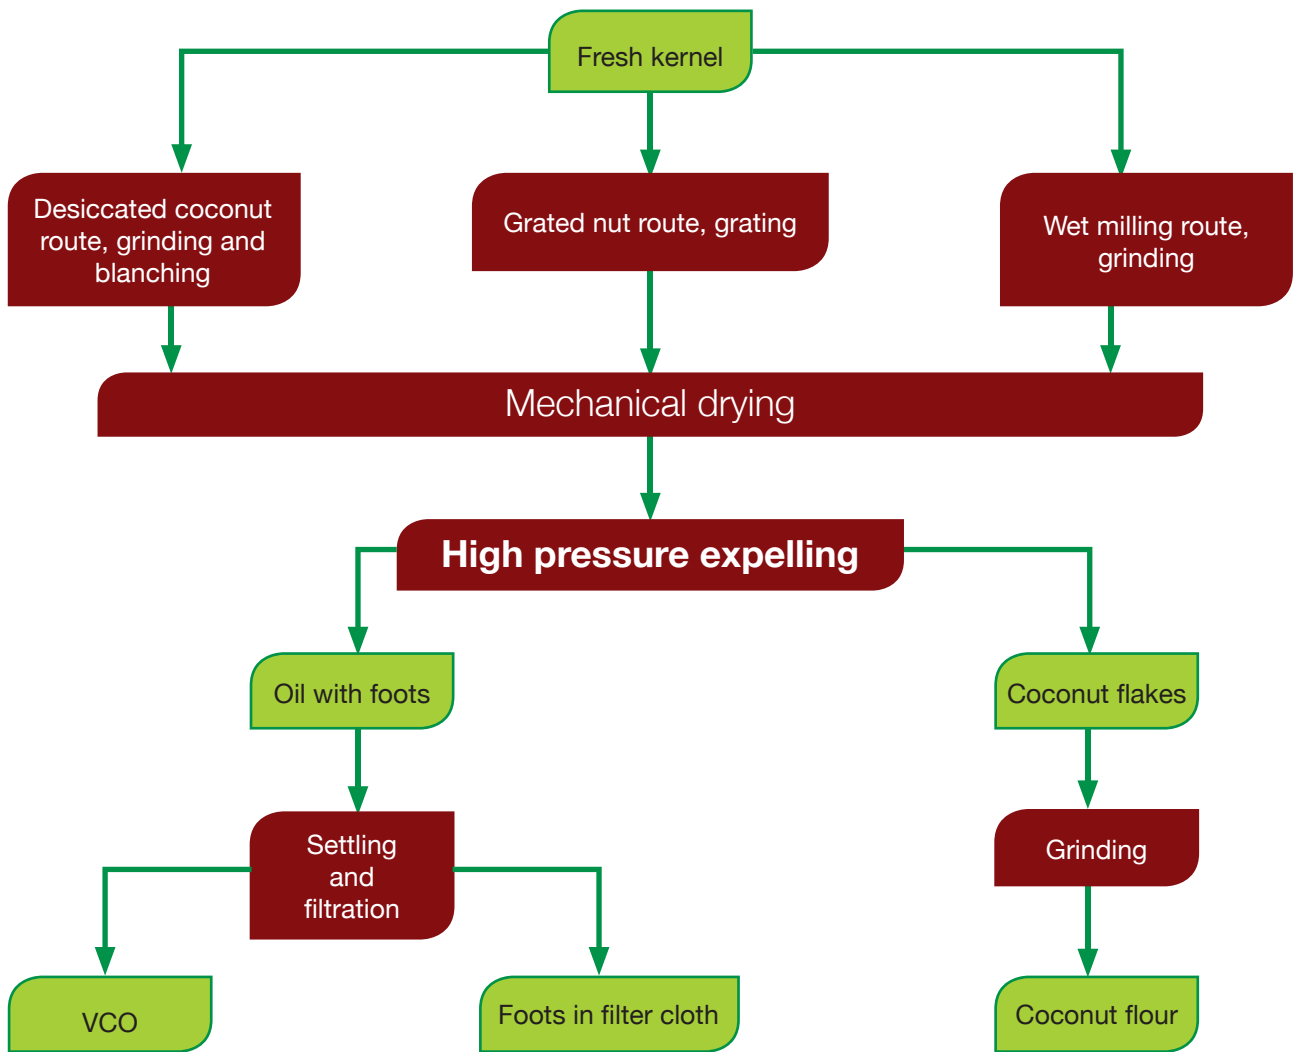 Fresh kernel
Desiccated coconut
route, grinding and
blanching
Grated nut route, grating
Wet milling route,
grinding
Mechanical drying
High pressure expelling
Oil with foots
Coconut flakes
Settling
and
filtration
Grinding
VCO
Foots in filter cloth
Coconut flour